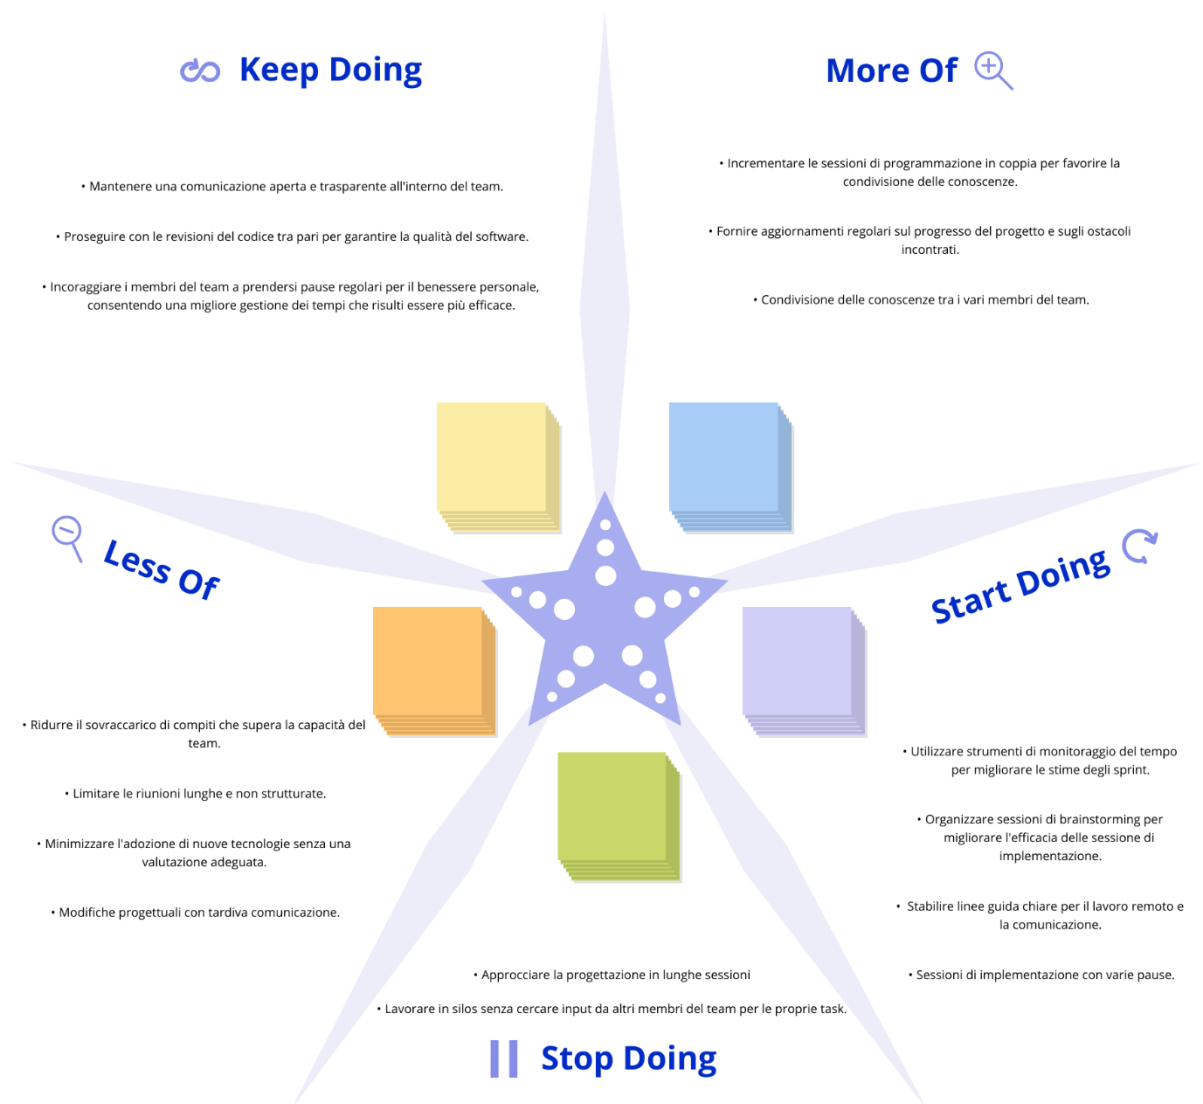 Keep Doing
• Mantenere una comunicazione aperta e trasparente all'interno del team.
• Proseguire con le revisioni del codice tra pari per garantire la qualità del software.
• Incoraggiare i membri del team a prendersi pause regolari per il benessere personale,
consentendo una migliore gestione dei tempi che risulti essere più efficace.
More Of
• Incrementare le sessioni di programmazione in coppia per favorire la
condivisione delle conoscenze.
• Fornire aggiornamenti regolari sul progresso del progetto e sugli ostacoli
incontrati.
• Condivisione delle conoscenze tra i vari membri del team.
Less Of
• Ridurre il sovraccarico di compiti che supera la capacità del
team.
• Limitare le riunioni lunghe e non strutturate.
• Minimizzare l'adozione di nuove tecnologie senza una
valutazione adeguata.
• Modifiche progettuali con tardiva comunicazione.
Start Doing
• Utilizzare strumenti di monitoraggio del tempo
per migliorare le stime degli sprint.
• Organizzare sessioni di brainstorming per
migliorare l'efficacia delle sessione di
implementazione.
• Stabilire linee guida chiare per il lavoro remoto e
la comunicazione.
• Sessioni di implementazione con varie pause.
• Approcciare la progettazione in lunghe sessioni
• Lavorare in silos senza cercare input da altri membri del team per le proprie task.
Stop Doing